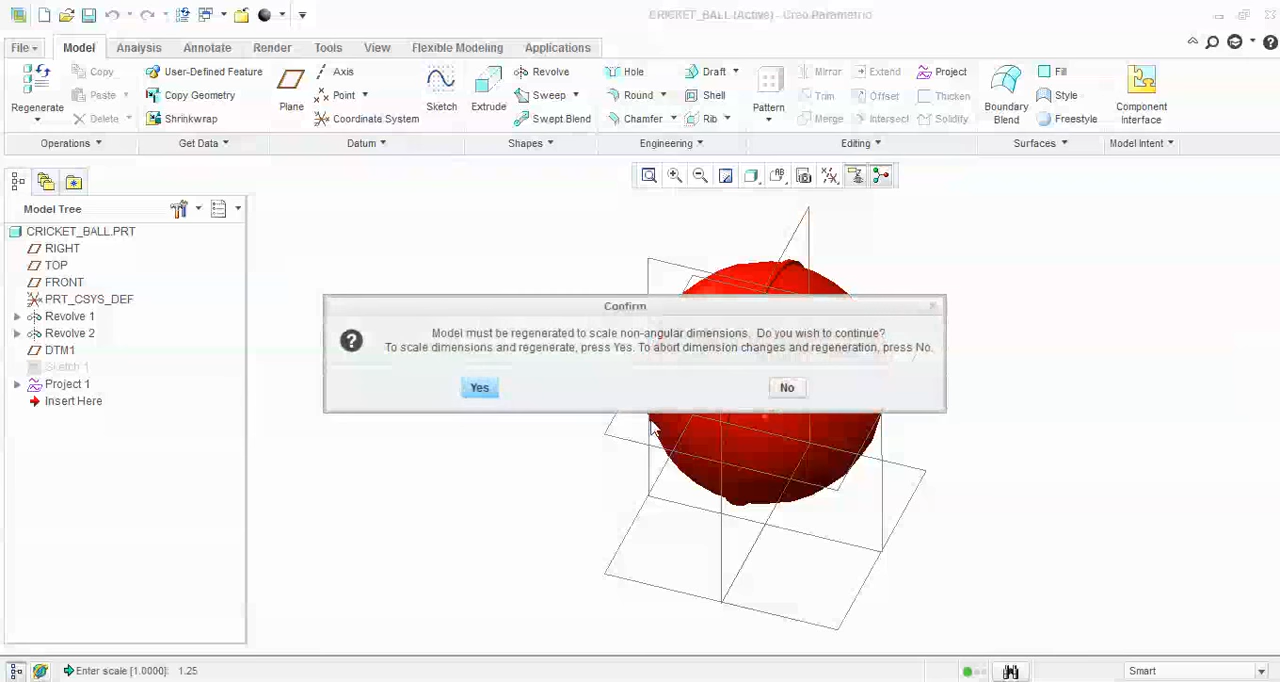 CRICKET_BALL (Active) - Creo Parametric
File Model Analysis Annotate Render Tools View Flexible Modeling Applications
Regenerate
Copy
Paste
Delete
Operations
User-Defined Feature
Copy Geometry
Shrinkwrap
Get Data
Plane
Axis
Point
Coordinate System
Datum
Sketch
Extrude
Revolve
Sweep
Swept Blend
Shapes
Hole
Round
Chamfer
Draft
Shell
Rib
Engineering
Pattern
Mirror
Trim
Merge
Extend
Offset
Intersect
Project
Thicken
Solidify
Editing
Boundary
Blend
Fill
Style
Freestyle
Surfaces
Component
Interface
Model Intent
Model Tree
CRICKET_BALL.PRT
RIGHT
TOP
FRONT
PRT_CSYS_DEF
Revolve 1
Revolve 2
DTM1
Sketch 1
Project 1
Insert Here
Confirm
Model must be regenerated to scale non-angular dimensions. Do you wish to continue?
To scale dimensions and regenerate, press Yes. To abort dimension changes and regeneration, press No.
Yes No
Enter scale [1.0000] 1.25
Smart